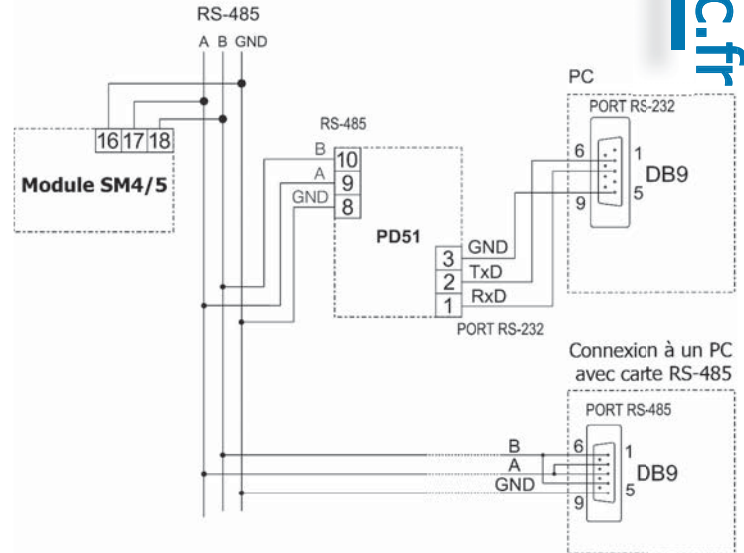 RS-485
A B GND
c.fr
PC
PORT RS-232
6
1
DB9
9
5
16 17 18
Module SM4/5
RS-485
B 10
A 9
GND 8
PD51
3 GND
2 TxD
1 RxD
PORT RS-232
Connexion à un PC
avec carte RS-485
PORT RS-485
B
A
GND
6
1
DB9
9
5